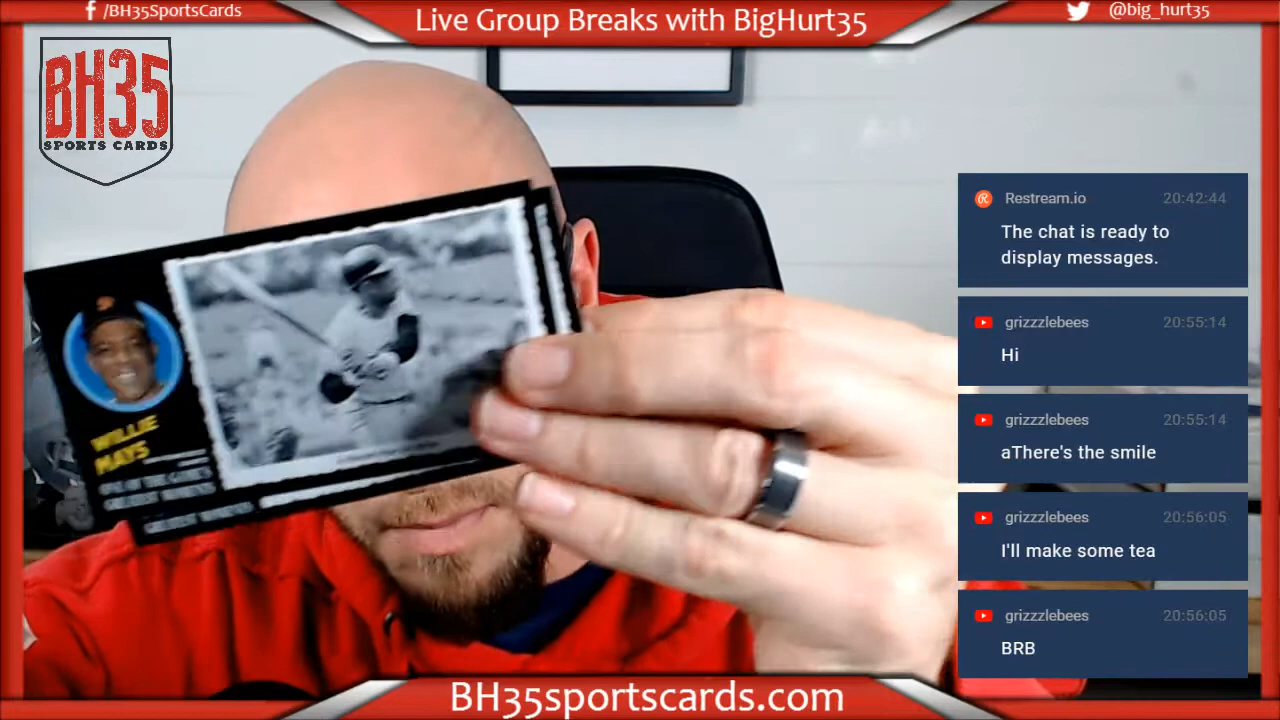 /BH35SportsCards
Live Group Breaks with BigHurt35
@big_hurt35
BH35
SPORTS CARDS
Restream.io 20:42:44
The chat is ready to
display messages.
grizzzlebees 20:55:14
Hi
grizzzlebees 20:55:14
aThere's the smile
grizzzlebees 20:56:05
I'll make some tea
grizzzlebees 20:56:05
BRB
WILLIE
MAYS
BH35sportscards.com